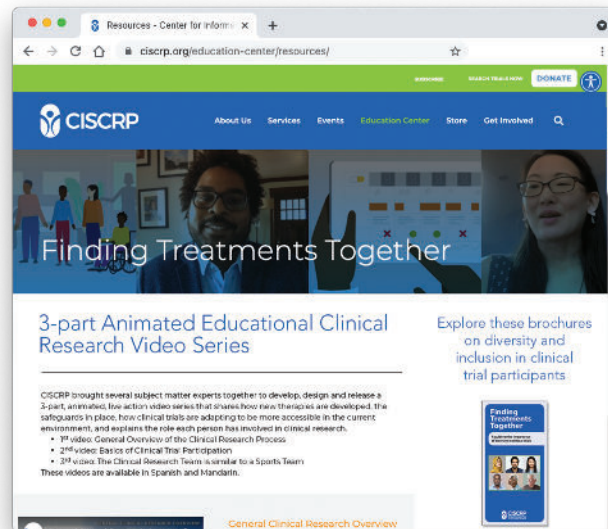 Resources - Center for Inform
ciscrp.org/education-center/resources/
SUBSCRIBE SEARCH TRIALS NOW DONATE
CISCRP
About Us Services Events Education Center Store Get Involved
Finding Treatments Together
3-part Animated Educational Clinical
Research Video Series
CISCRP brought several subject matter experts together to develop, design and release a
3-part, animated, live action video series that shares how new therapies are developed, the
safeguards in place, how clinical trials are adapting to be more accessible in the current
environment, and explains the role each person has involved in clinical research.
• 1st video: General Overview of the Clinical Research Process
• 2nd video: Basics of Clinical Trial Participation
• 3rd video: The Clinical Research Team is similar to a Sports Team
These videos are available in Spanish and Mandarin.
Explore these brochures
on diversity and
inclusion in clinical
trial participants
Finding
Treatments
Together
CISCRP
General Clinical Research Overview